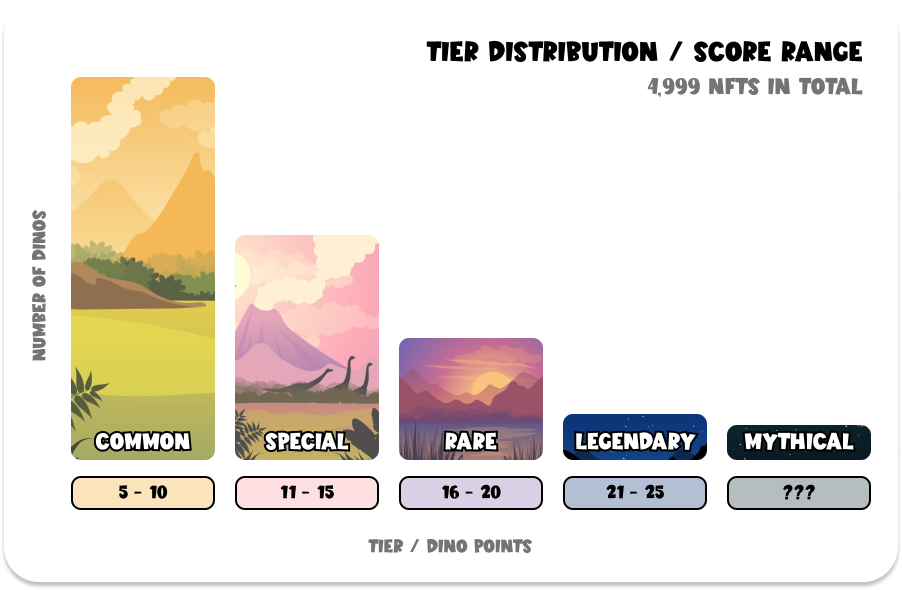 TIER DISTRIBUTION / SCORE RANGE
4,999 NFTS IN TOTAL
NUMBER OF DINOS
COMMON
SPECIAL
RARE
LEGENDARY
MYTHICAL
5 - 10
11 - 15
16 - 20
21 - 25
???
TIER / DINO POINTS